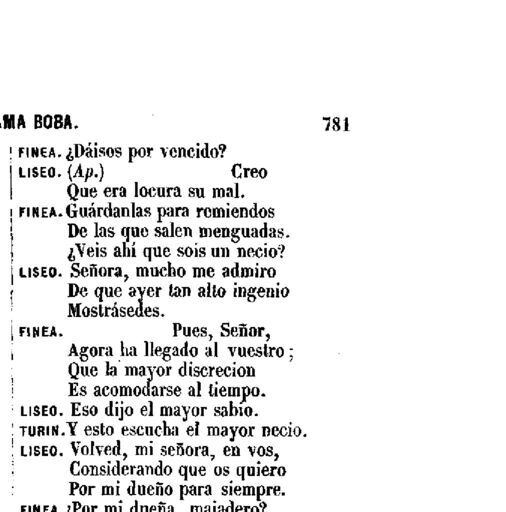 AMA BOBA. 781
FINEA. ¿Dáisos por vencido?
LISEO. (Ap.) Creo
Que era locura su mal.
FINEA. Guárdanlas para remiendos
De las que salen menguadas.
¿Veis ahí que sois un necio?
LISEO. Señora, mucho me admiro
De que ayer tan alto ingenio
Mostrásedes.
FINEA. Pues, Señor,
Agora ha llegado al vuestro;
Que la mayor discrecion
Es acomodarse al tiempo.
LISEO. Eso dijo el mayor sabio.
TURIN. Y esto escucha el mayor necio.
LISEO. Volved, mi señora, en vos,
Considerando que os quiero
Por mi dueño para siempre.
FINEA. ¿Por mi dueña, majadero?